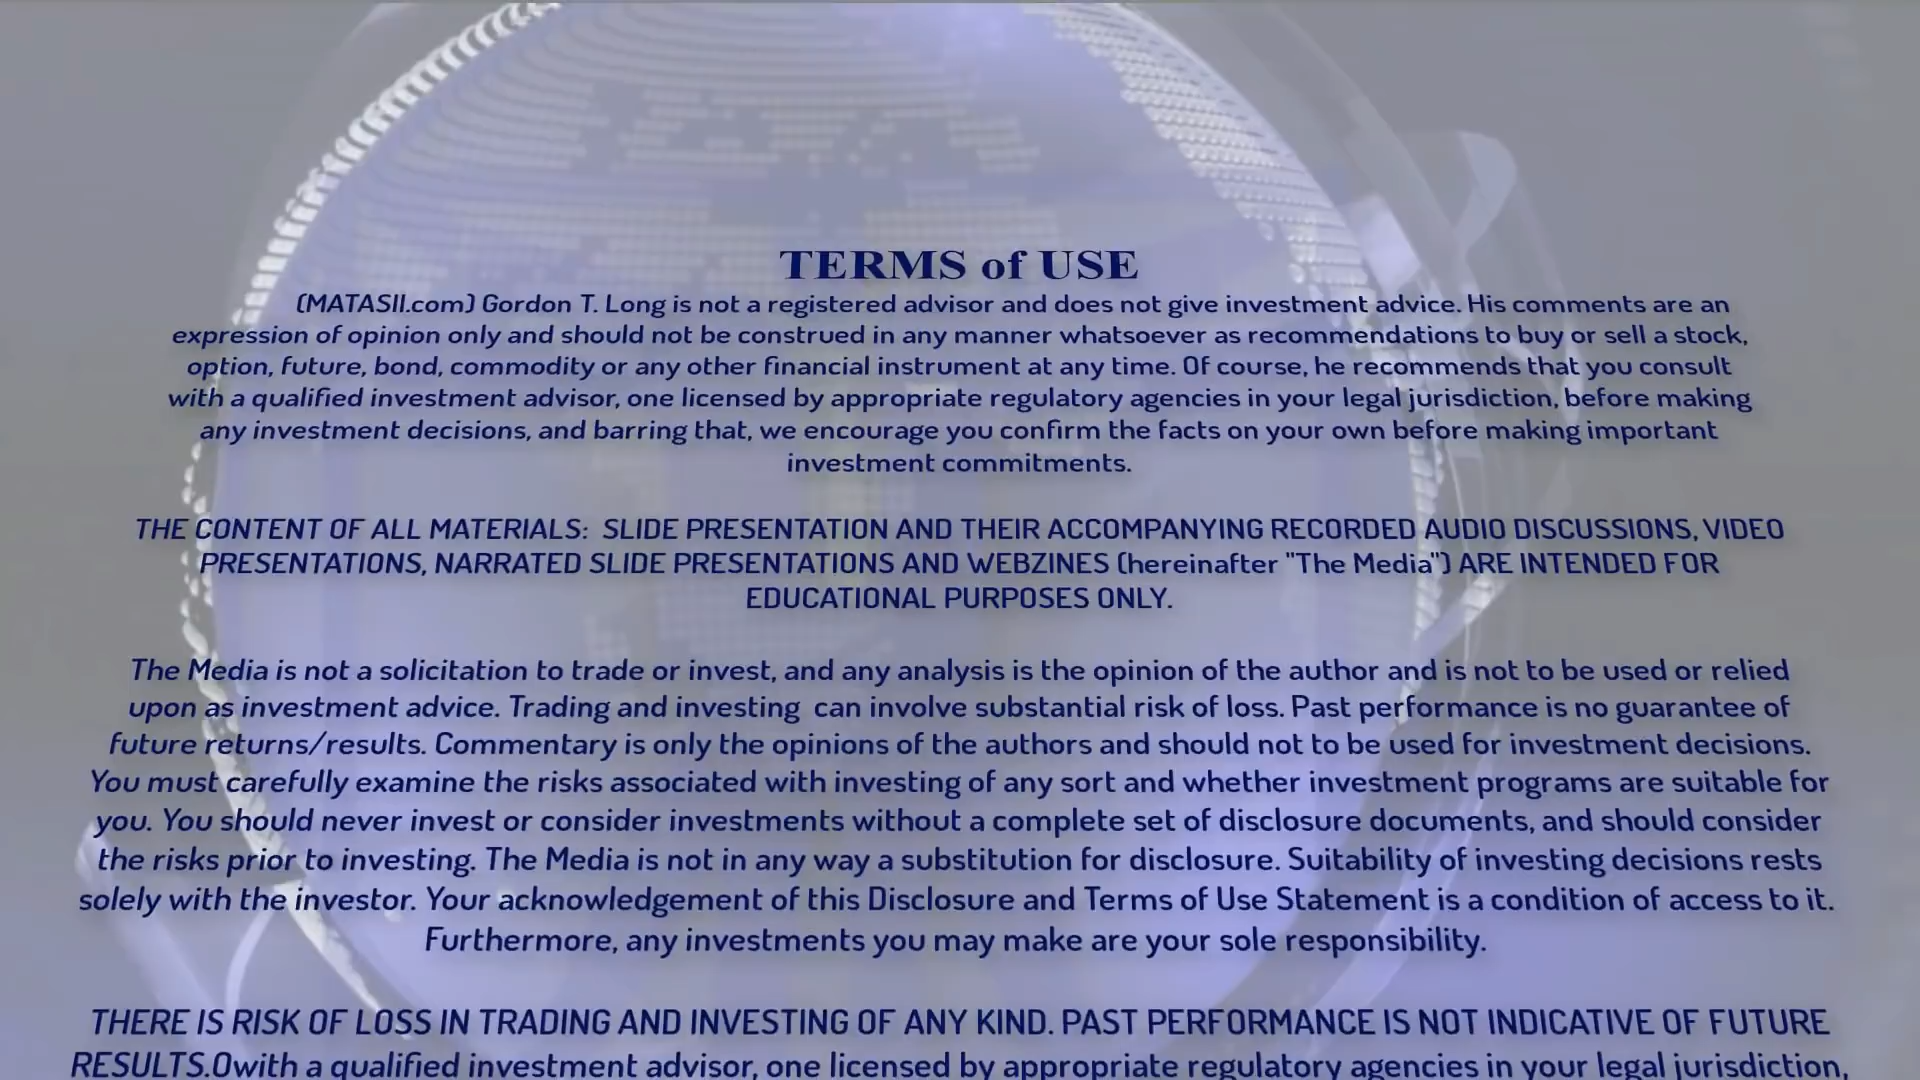 TERMS of USE
(MATASII.com) Gordon T. Long is not a registered advisor and does not give investment advice. His comments are an
expression of opinion only and should not be construed in any manner whatsoever as recommendations to buy or sell a stock,
option, future, bond, commodity or any other financial instrument at any time. Of course, he recommends that you consult
with a qualified investment advisor, one licensed by appropriate regulatory agencies in your legal jurisdiction, before making
any investment decisions, and barring that, we encourage you confirm the facts on your own before making important
investment commitments.
THE CONTENT OF ALL MATERIALS: SLIDE PRESENTATION AND THEIR ACCOMPANYING RECORDED AUDIO DISCUSSIONS, VIDEO
PRESENTATIONS, NARRATED SLIDE PRESENTATIONS AND WEBZINES (hereinafter "The Media") ARE INTENDED FOR
EDUCATIONAL PURPOSES ONLY.
The Media is not a solicitation to trade or invest, and any analysis is the opinion of the author and is not to be used or relied
upon as investment advice. Trading and investing can involve substantial risk of loss. Past performance is no guarantee of
future returns/results. Commentary is only the opinions of the authors and should not to be used for investment decisions.
You must carefully examine the risks associated with investing of any sort and whether investment programs are suitable for
you. You should never invest or consider investments without a complete set of disclosure documents, and should consider
the risks prior to investing. The Media is not in any way a substitution for disclosure. Suitability of investing decisions rests
solely with the investor. Your acknowledgement of this Disclosure and Terms of Use Statement is a condition of access to it.
Furthermore, any investments you may make are your sole responsibility.
THERE IS RISK OF LOSS IN TRADING AND INVESTING OF ANY KIND. PAST PERFORMANCE IS NOT INDICATIVE OF FUTURE
RESULTS.Owith a qualified investment advisor, one licensed by appropriate regulatory agencies in your legal jurisdiction,